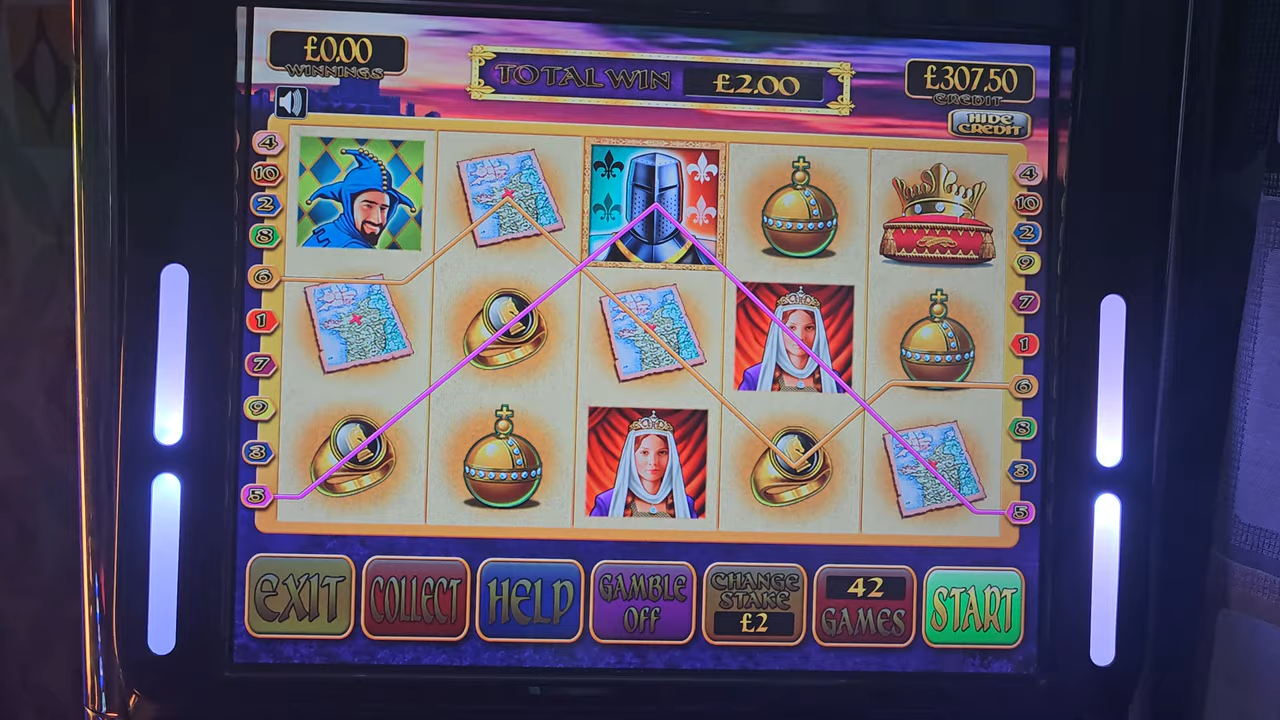 £0.00
WINNINGS
TOTAL WIN £2.00
£307.50
CREDIT
HIDE
CREDIT
4
10
2
8
6
1
7
9
3
5
4
10
2
9
7
1
6
8
3
5
EXIT
COLLECT
HELP
GAMBLE
OFF
CHANGE
STAKE
£2
42
GAMES
START